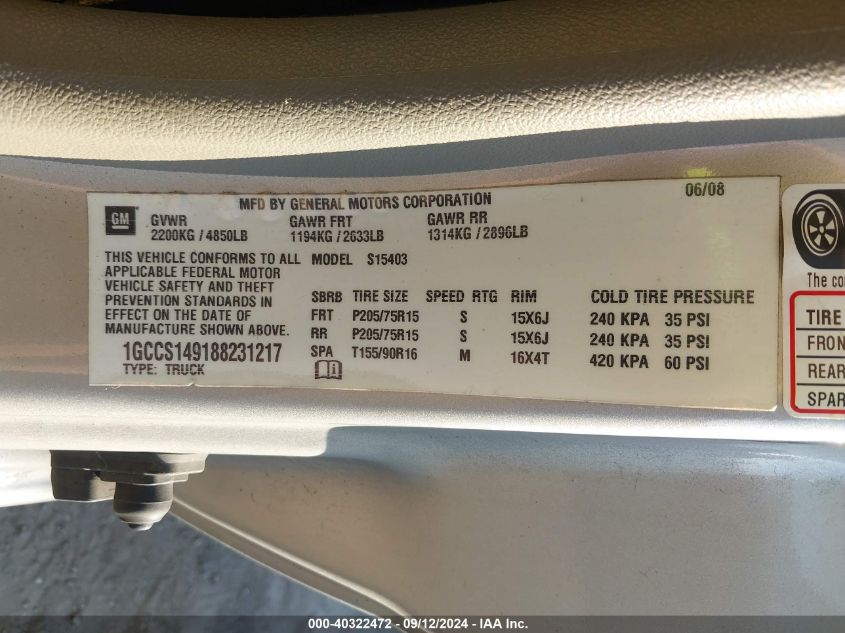 MFD BY GENERAL MOTORS CORPORATION 06/08
GM GVWR GAWR FRT GAWR RR
2200KG / 4850LB 1194KG / 2633LB 1314KG / 2896LB
THIS VEHICLE CONFORMS TO ALL MODEL S15403
APPLICABLE FEDERAL MOTOR
VEHICLE SAFETY AND THEFT
PREVENTION STANDARDS IN SBRB TIRE SIZE SPEED RTG RIM COLD TIRE PRESSURE
EFFECT ON THE DATE OF FRT P205/75R15 S 15X6J 240 KPA 35 PSI
MANUFACTURE SHOWN ABOVE. RR P205/75R15 S 15X6J 240 KPA 35 PSI
1GCCS149188231217 SPA T155/90R16 M 16X4T 420 KPA 60 PSI
TYPE: TRUCK
The co
TIRE
FRON
REAR
SPAR
000-40322472 - 09/12/2024 - IAA Inc.